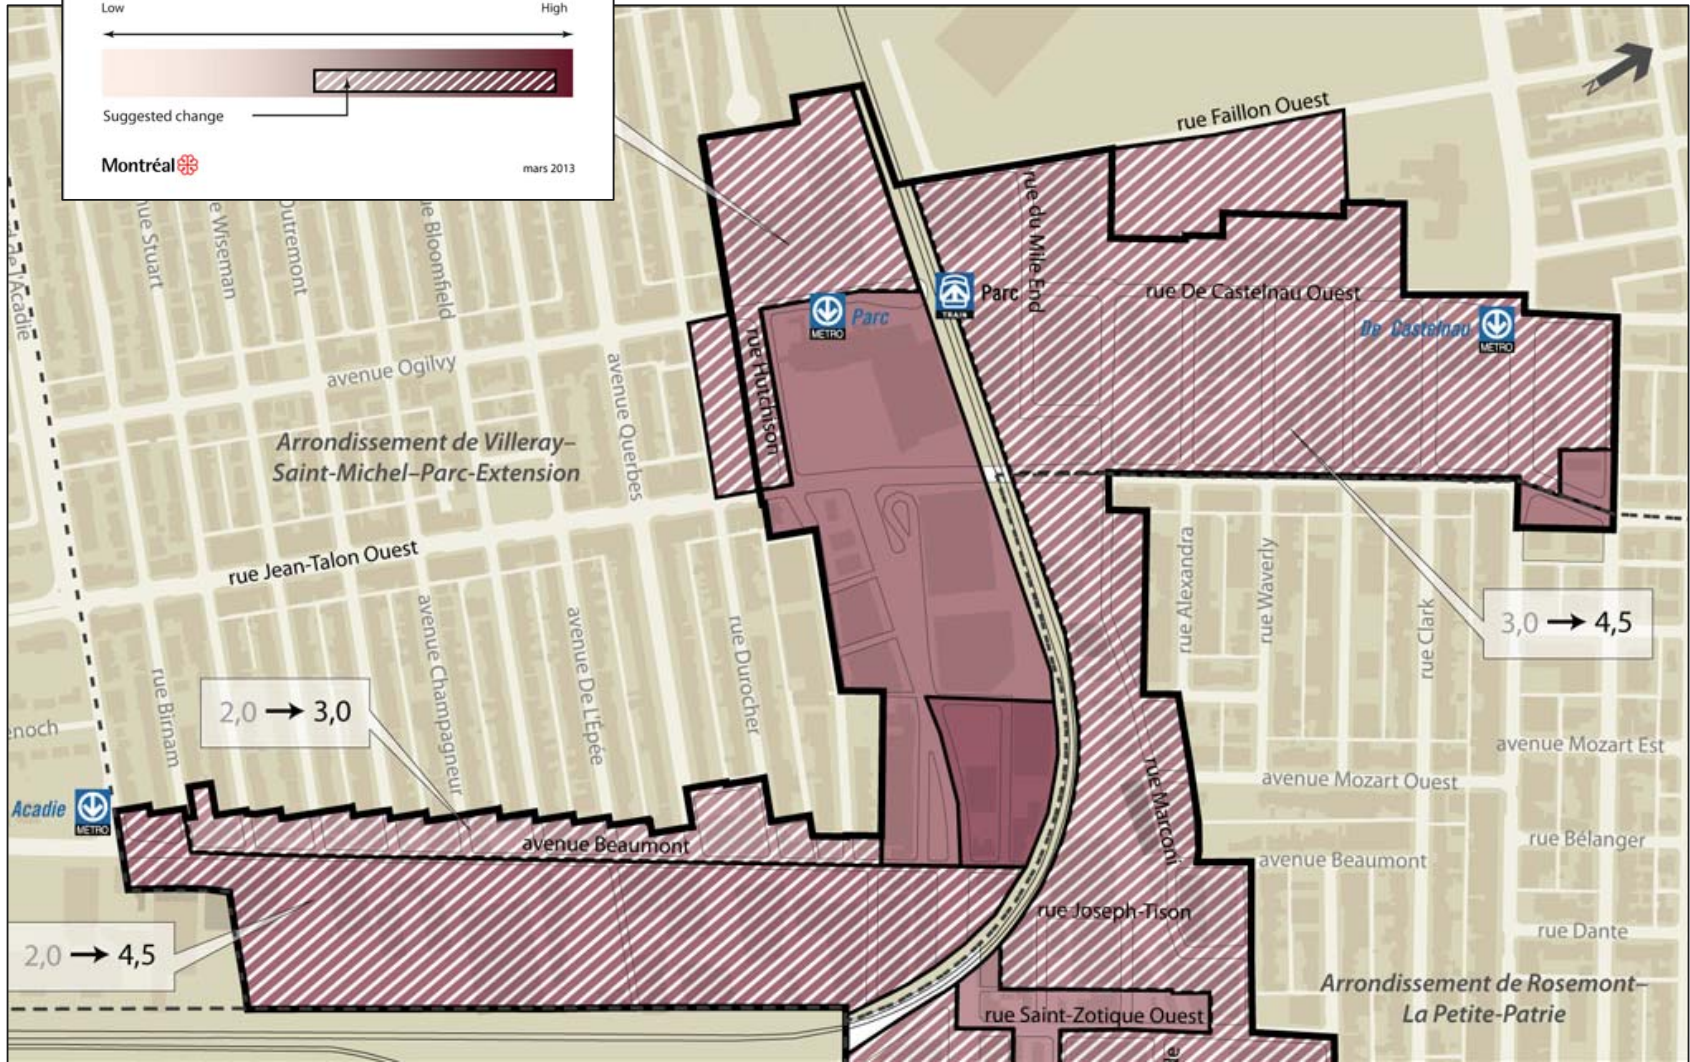 Low
High
Suggested change
Montréal
mars 2013
N
rue Faillon Ouest
rue du Mile End
Parc
TRAIN
METRO
Parc
rue De Castelnau Ouest
De Castelnau
METRO
rue Hutchison
de l'Acadie
Stuart
Wiseman
Outremont
Bloomfield
avenue Ogilvy
avenue Querbes
Arrondissement de Villeray–
Saint-Michel–Parc-Extension
rue Jean-Talon Ouest
rue Birnam
avenue Champagneur
avenue De L'Épée
rue Durocher
2,0 → 3,0
3,0 → 4,5
rue Alexandra
rue Waverly
rue Clark
avenue Mozart Est
avenue Mozart Ouest
rue Marconi
rue Bélanger
avenue Beaumont
Acadie
METRO
avenue Beaumont
rue Joseph-Tison
rue Dante
2,0 → 4,5
Arrondissement de Rosemont–
La Petite-Patrie
rue Saint-Zotique Ouest